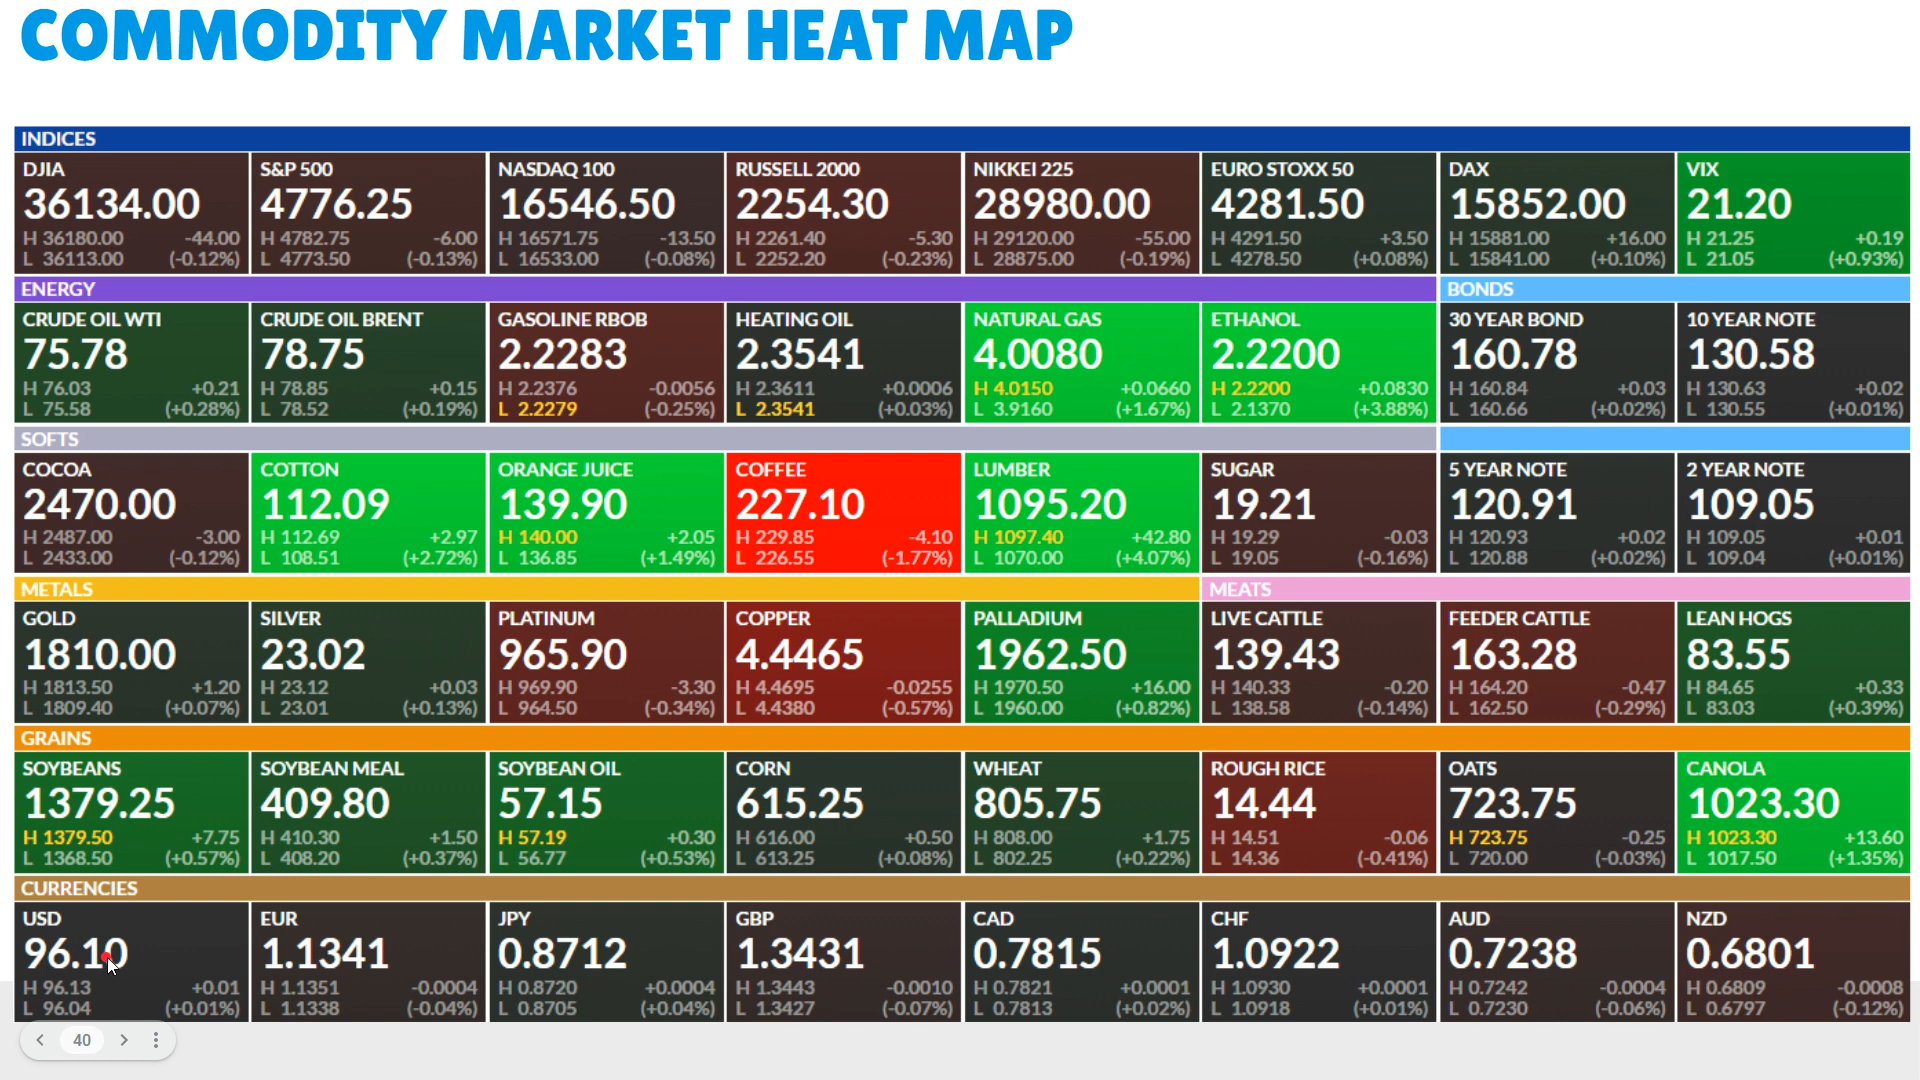 COMMODITY MARKET HEAT MAP
INDICES
DJIA
36134.00
H 36180.00 -44.00
L 36113.00 (-0.12%)
S&P 500
4776.25
H 4782.75 -6.00
L 4773.50 (-0.13%)
NASDAQ 100
16546.50
H 16571.75 -13.50
L 16533.00 (-0.08%)
RUSSELL 2000
2254.30
H 2261.40 -5.30
L 2252.20 (-0.23%)
NIKKEI 225
28980.00
H 29120.00 -55.00
L 28875.00 (-0.19%)
EURO STOXX 50
4281.50
H 4291.50 +3.50
L 4278.50 (+0.08%)
DAX
15852.00
H 15881.00 +16.00
L 15841.00 (+0.10%)
VIX
21.20
H 21.25 +0.19
L 21.05 (+0.93%)
ENERGY
CRUDE OIL WTI
75.78
H 76.03 +0.21
L 75.58 (+0.28%)
CRUDE OIL BRENT
78.75
H 78.85 +0.15
L 78.52 (+0.19%)
GASOLINE RBOB
2.2283
H 2.2376 -0.0056
L 2.2279 (-0.25%)
HEATING OIL
2.3541
H 2.3611 +0.0006
L 2.3541 (+0.03%)
NATURAL GAS
4.0080
H 4.0150 +0.0660
L 3.9160 (+1.67%)
ETHANOL
2.2200
H 2.2200 +0.0830
L 2.1370 (+3.88%)
BONDS
30 YEAR BOND
160.78
H 160.84 +0.03
L 160.66 (+0.02%)
10 YEAR NOTE
130.58
H 130.63 +0.02
L 130.55 (+0.01%)
SOFTS
COCOA
2470.00
H 2487.00 -3.00
L 2433.00 (-0.12%)
COTTON
112.09
H 112.69 +2.97
L 108.51 (+2.72%)
ORANGE JUICE
139.90
H 140.00 +2.05
L 136.85 (+1.49%)
COFFEE
227.10
H 229.85 -4.10
L 226.55 (-1.77%)
LUMBER
1095.20
H 1097.40 +42.80
L 1070.00 (+4.07%)
SUGAR
19.21
H 19.29 -0.03
L 19.05 (-0.16%)
5 YEAR NOTE
120.91
H 120.93 +0.02
L 120.88 (+0.02%)
2 YEAR NOTE
109.05
H 109.05 +0.01
L 109.04 (+0.01%)
METALS
GOLD
1810.00
H 1813.50 +1.20
L 1809.40 (+0.07%)
SILVER
23.02
H 23.12 +0.03
L 23.01 (+0.13%)
PLATINUM
965.90
H 969.90 -3.30
L 964.50 (-0.34%)
COPPER
4.4465
H 4.4695 -0.0255
L 4.4380 (-0.57%)
PALLADIUM
1962.50
H 1970.50 +16.00
L 1960.00 (+0.82%)
MEATS
LIVE CATTLE
139.43
H 140.33 -0.20
L 138.58 (-0.14%)
FEEDER CATTLE
163.28
H 164.20 -0.47
L 162.50 (-0.29%)
LEAN HOGS
83.55
H 84.65 +0.33
L 83.03 (+0.39%)
GRAINS
SOYBEANS
1379.25
H 1379.50 +7.75
L 1368.50 (+0.57%)
SOYBEAN MEAL
409.80
H 410.30 +1.50
L 408.20 (+0.37%)
SOYBEAN OIL
57.15
H 57.19 +0.30
L 56.77 (+0.53%)
CORN
615.25
H 616.00 +0.50
L 613.25 (+0.08%)
WHEAT
805.75
H 808.00 +1.75
L 802.25 (+0.22%)
ROUGH RICE
14.44
H 14.51 -0.06
L 14.36 (-0.41%)
OATS
723.75
H 723.75 -0.25
L 720.00 (-0.03%)
CANOLA
1023.30
H 1023.30 +13.60
L 1017.50 (+1.35%)
CURRENCIES
USD
96.10
H 96.13 +0.01
L 96.04 (+0.01%)
EUR
1.1341
H 1.1351 -0.0004
L 1.1338 (-0.04%)
JPY
0.8712
H 0.8720 +0.0004
L 0.8705 (+0.04%)
GBP
1.3431
H 1.3443 -0.0010
L 1.3427 (-0.07%)
CAD
0.7815
H 0.7821 +0.0001
L 0.7813 (+0.02%)
CHF
1.0922
H 1.0930 +0.0001
L 1.0918 (+0.01%)
AUD
0.7238
H 0.7242 -0.0004
L 0.7230 (-0.06%)
NZD
0.6801
H 0.6809 -0.0008
L 0.6797 (-0.12%)
40